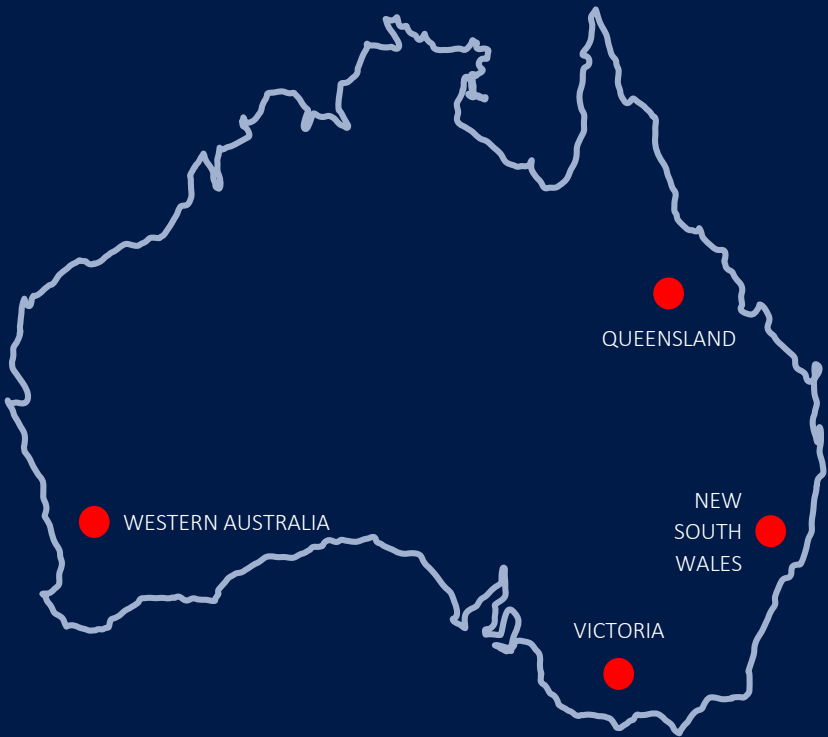 QUEENSLAND
NEW
SOUTH
WALES
WESTERN AUSTRALIA
VICTORIA